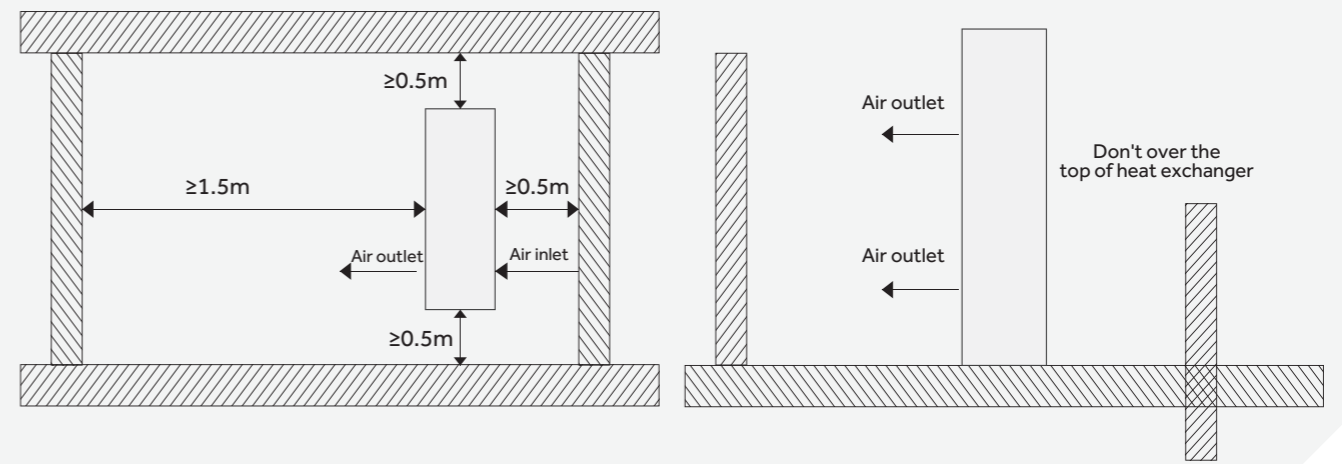 ≥0.5m
≥1.5m
≥0.5m
Air outlet
Air inlet
≥0.5m
Air outlet
Don't over the
top of heat exchanger
Air outlet